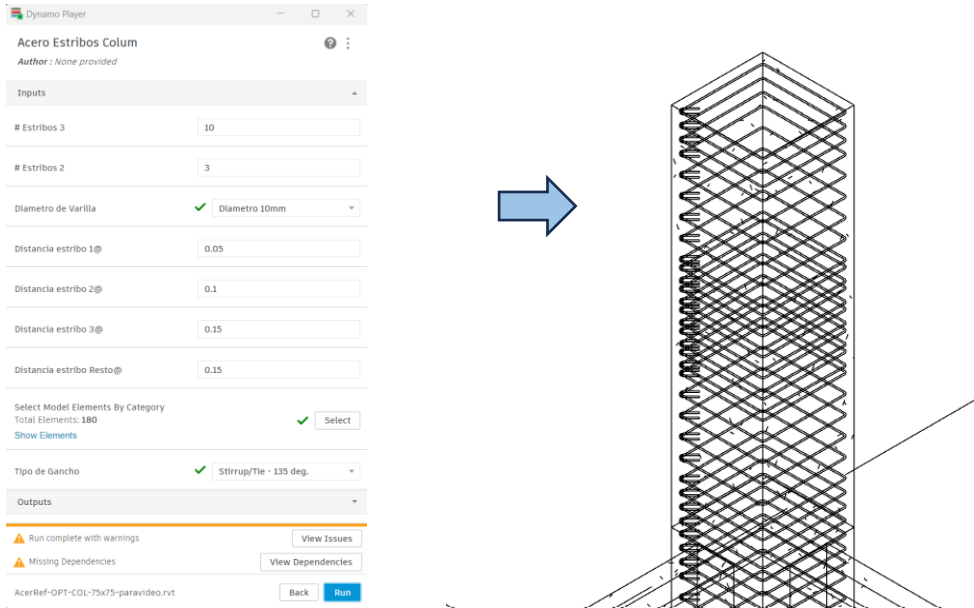 Dynamo Player
Acero Estribos Colum
Author : None provided
Inputs
# Estribos 3 10
# Estribos 2 3
Diametro de Varilla Diametro 10mm
Distancia estribo 1@ 0.05
Distancia estribo 2@ 0.1
Distancia estribo 3@ 0.15
Distancia estribo Resto@ 0.15
Select Model Elements By Category
Total Elements: 180 Select
Show Elements
Tipo de Gancho Stirrup/Tie - 135 deg.
Outputs
Run complete with warnings View Issues
Missing Dependencies View Dependencies
AcerRef-OPT-COL-75x75-paravideo.rvt Back Run